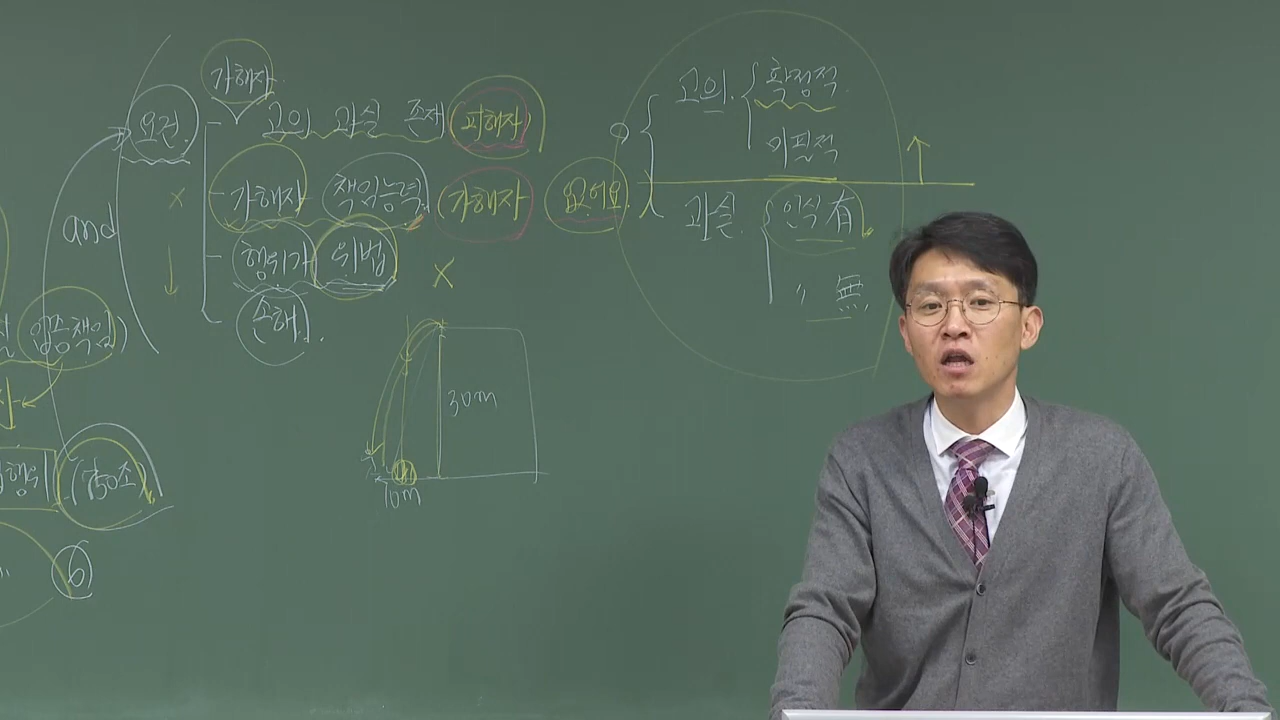 가해자
요건
고의 과실 존재 (피해자)
가해자 책임능력 (가해자) 없어요
행위가 위법
손해
and
입증책임)
행위 (750조)
6
30m
10m
고의 확정적
미필적
과실 인식 有
〃 無